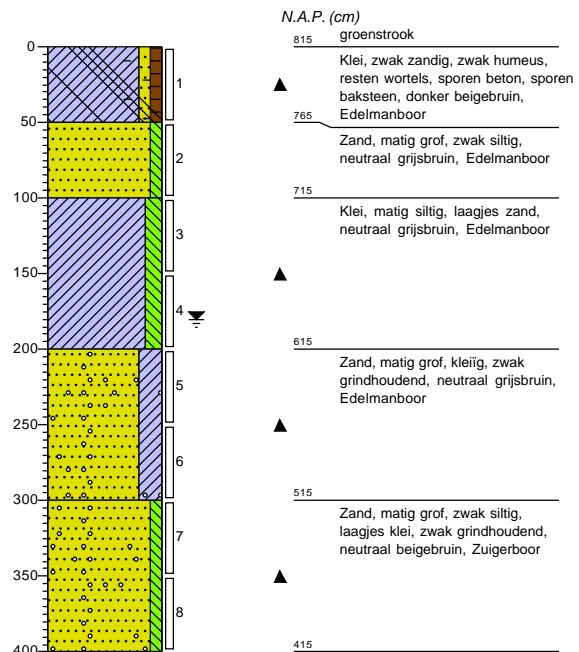 N.A.P. (cm)
815 groenstrook
0
Klei, zwak zandig, zwak humeus,
resten wortels, sporen beton, sporen
baksteen, donker beigebruin,
Edelmanboor
1
50
765
Zand, matig grof, zwak siltig,
neutraal grijsbruin, Edelmanboor
2
100
715
Klei, matig siltig, laagjes zand,
neutraal grijsbruin, Edelmanboor
3
150
4
200
615
Zand, matig grof, kleiïg, zwak
grindhoudend, neutraal grijsbruin,
Edelmanboor
5
250
6
300
515
Zand, matig grof, zwak siltig,
laagjes klei, zwak grindhoudend,
neutraal beigebruin, Zuigerboor
7
350
8
400
415